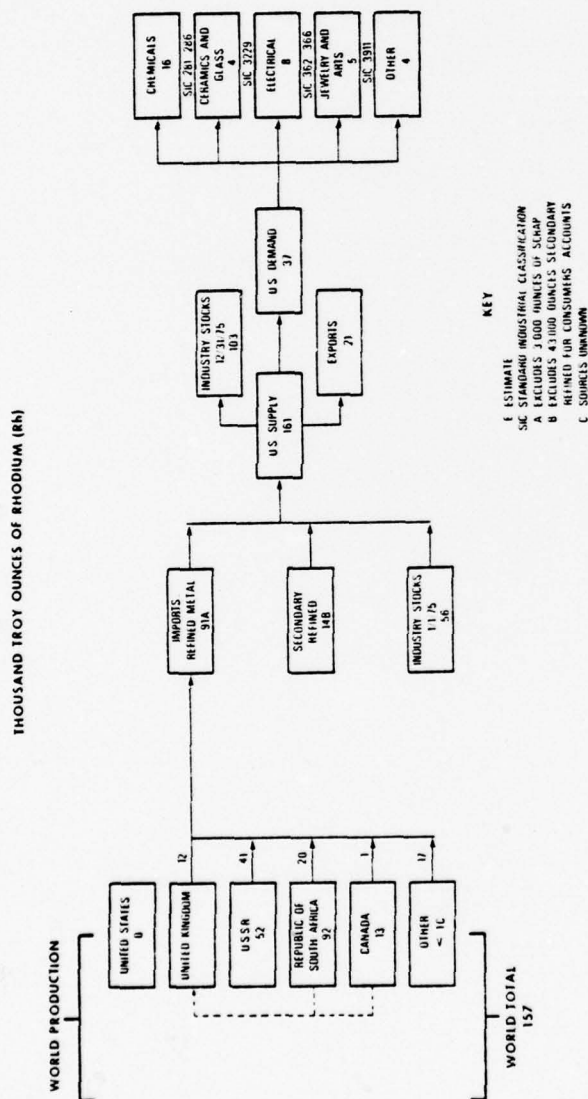 THOUSAND TROY OUNCES OF RHODIUM (Rh)
WORLD PRODUCTION
UNITED STATES
0
UNITED KINGDOM
USSR
52
REPUBLIC OF
SOUTH AFRICA
92
CANADA
13
OTHER
< 1C
WORLD TOTAL
157
12
41
20
1
17
IMPORTS
REFINED METAL
91A
SECONDARY
REFINED
14B
INDUSTRY STOCKS
1/1/75
56
INDUSTRY STOCKS
12/31/75
103
US SUPPLY
161
EXPORTS
21
US DEMAND
37
CHEMICALS
16
SIC 281 286
CERAMICS AND
GLASS
4
SIC 3229
ELECTRICAL
8
SIC 362 366
JEWELRY AND
ARTS
5
SIC 3911
OTHER
4
KEY
E ESTIMATE
SIC STANDARD INDUSTRIAL CLASSIFICATION
A EXCLUDES 3 000 OUNCES OF SCRAP
B EXCLUDES 43 000 OUNCES SECONDARY
REFINED FOR CONSUMERS ACCOUNTS
C SOURCES UNKNOWN